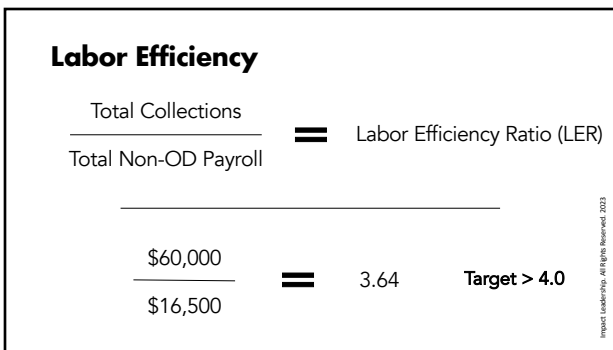 Labor Efficiency
Total Collections
Total Non-OD Payroll
= Labor Efficiency Ratio (LER)
$60,000
$16,500
= 3.64 Target > 4.0
Impact Leadership. All Rights Reserved. 2023